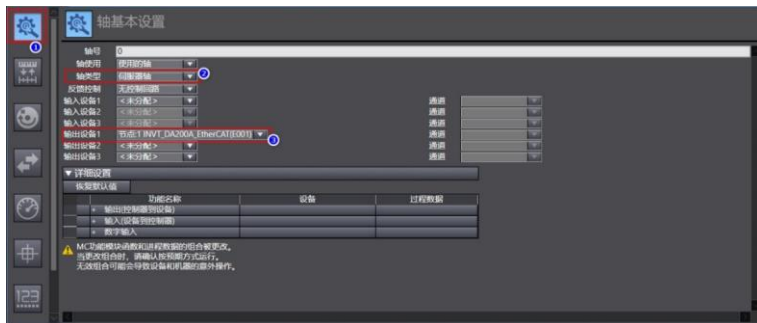 轴基本设置
轴号 0
轴使用 使用的轴
轴类型 伺服器轴
反馈控制 无控制回路
输入设备1 <未分配> 通道
输入设备2 <未分配> 通道
输入设备3 <未分配> 通道
输出设备1 节点:1 INVT_DA200A_EtherCAT(E001) 通道
输出设备2 <未分配> 通道
输出设备3 <未分配> 通道
▼详细设置
恢复默认值
功能名称 设备 过程数据
+ 输出(控制器到设备)
+ 输入(设备到控制器)
+ 数字输入
MC功能模块函数和进程数据的组合被更改。
当更改组合时，请确认按预期方式运行。
无效组合可能会导致设备和机器的意外操作。
1
2
3
123